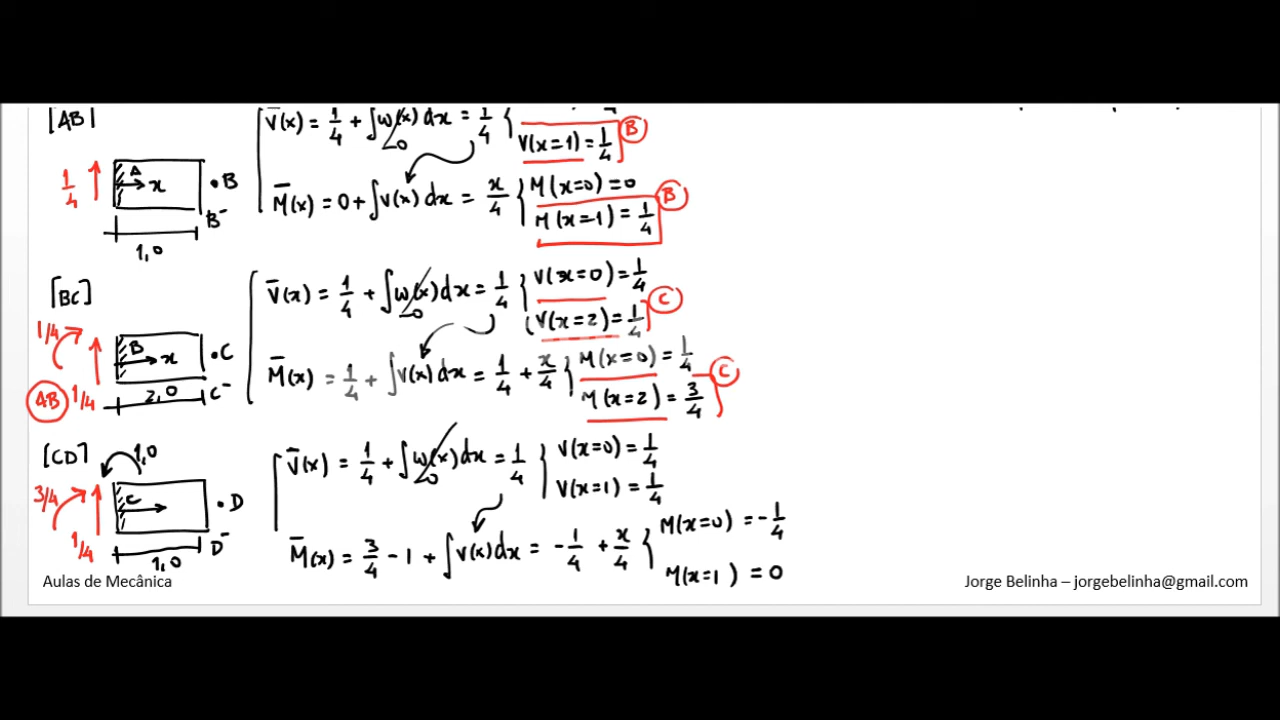 [AB]
V̄(x) = 1/4 + ∫w(x)dx = 1/4
=0
V(x=1) = 1/4 B
1/4 A x • B
B⁻
1,0
M̄(x) = 0 + ∫V(x)dx = x/4 { M(x=0) = 0
M(x=1) = 1/4 B
[BC]
V̄(x) = 1/4 + ∫w(x)dx = 1/4 { V(x=0) = 1/4
=0
V(x=2) = 1/4 C
1/4 B x • C
AB 1/4 2,0 C⁻
M̄(x) = 1/4 + ∫V(x)dx = 1/4 + x/4 { M(x=0) = 1/4
M(x=2) = 3/4 C
[CD] 1,0
V̄(x) = 1/4 + ∫w(x)dx = 1/4 { V(x=0) = 1/4
=0
V(x=1) = 1/4
3/4 C • D
1/4 1,0 D⁻
M̄(x) = 3/4 - 1 + ∫V(x)dx = -1/4 + x/4 { M(x=0) = -1/4
M(x=1) = 0
Aulas de Mecânica
Jorge Belinha – jorgebelinha@gmail.com